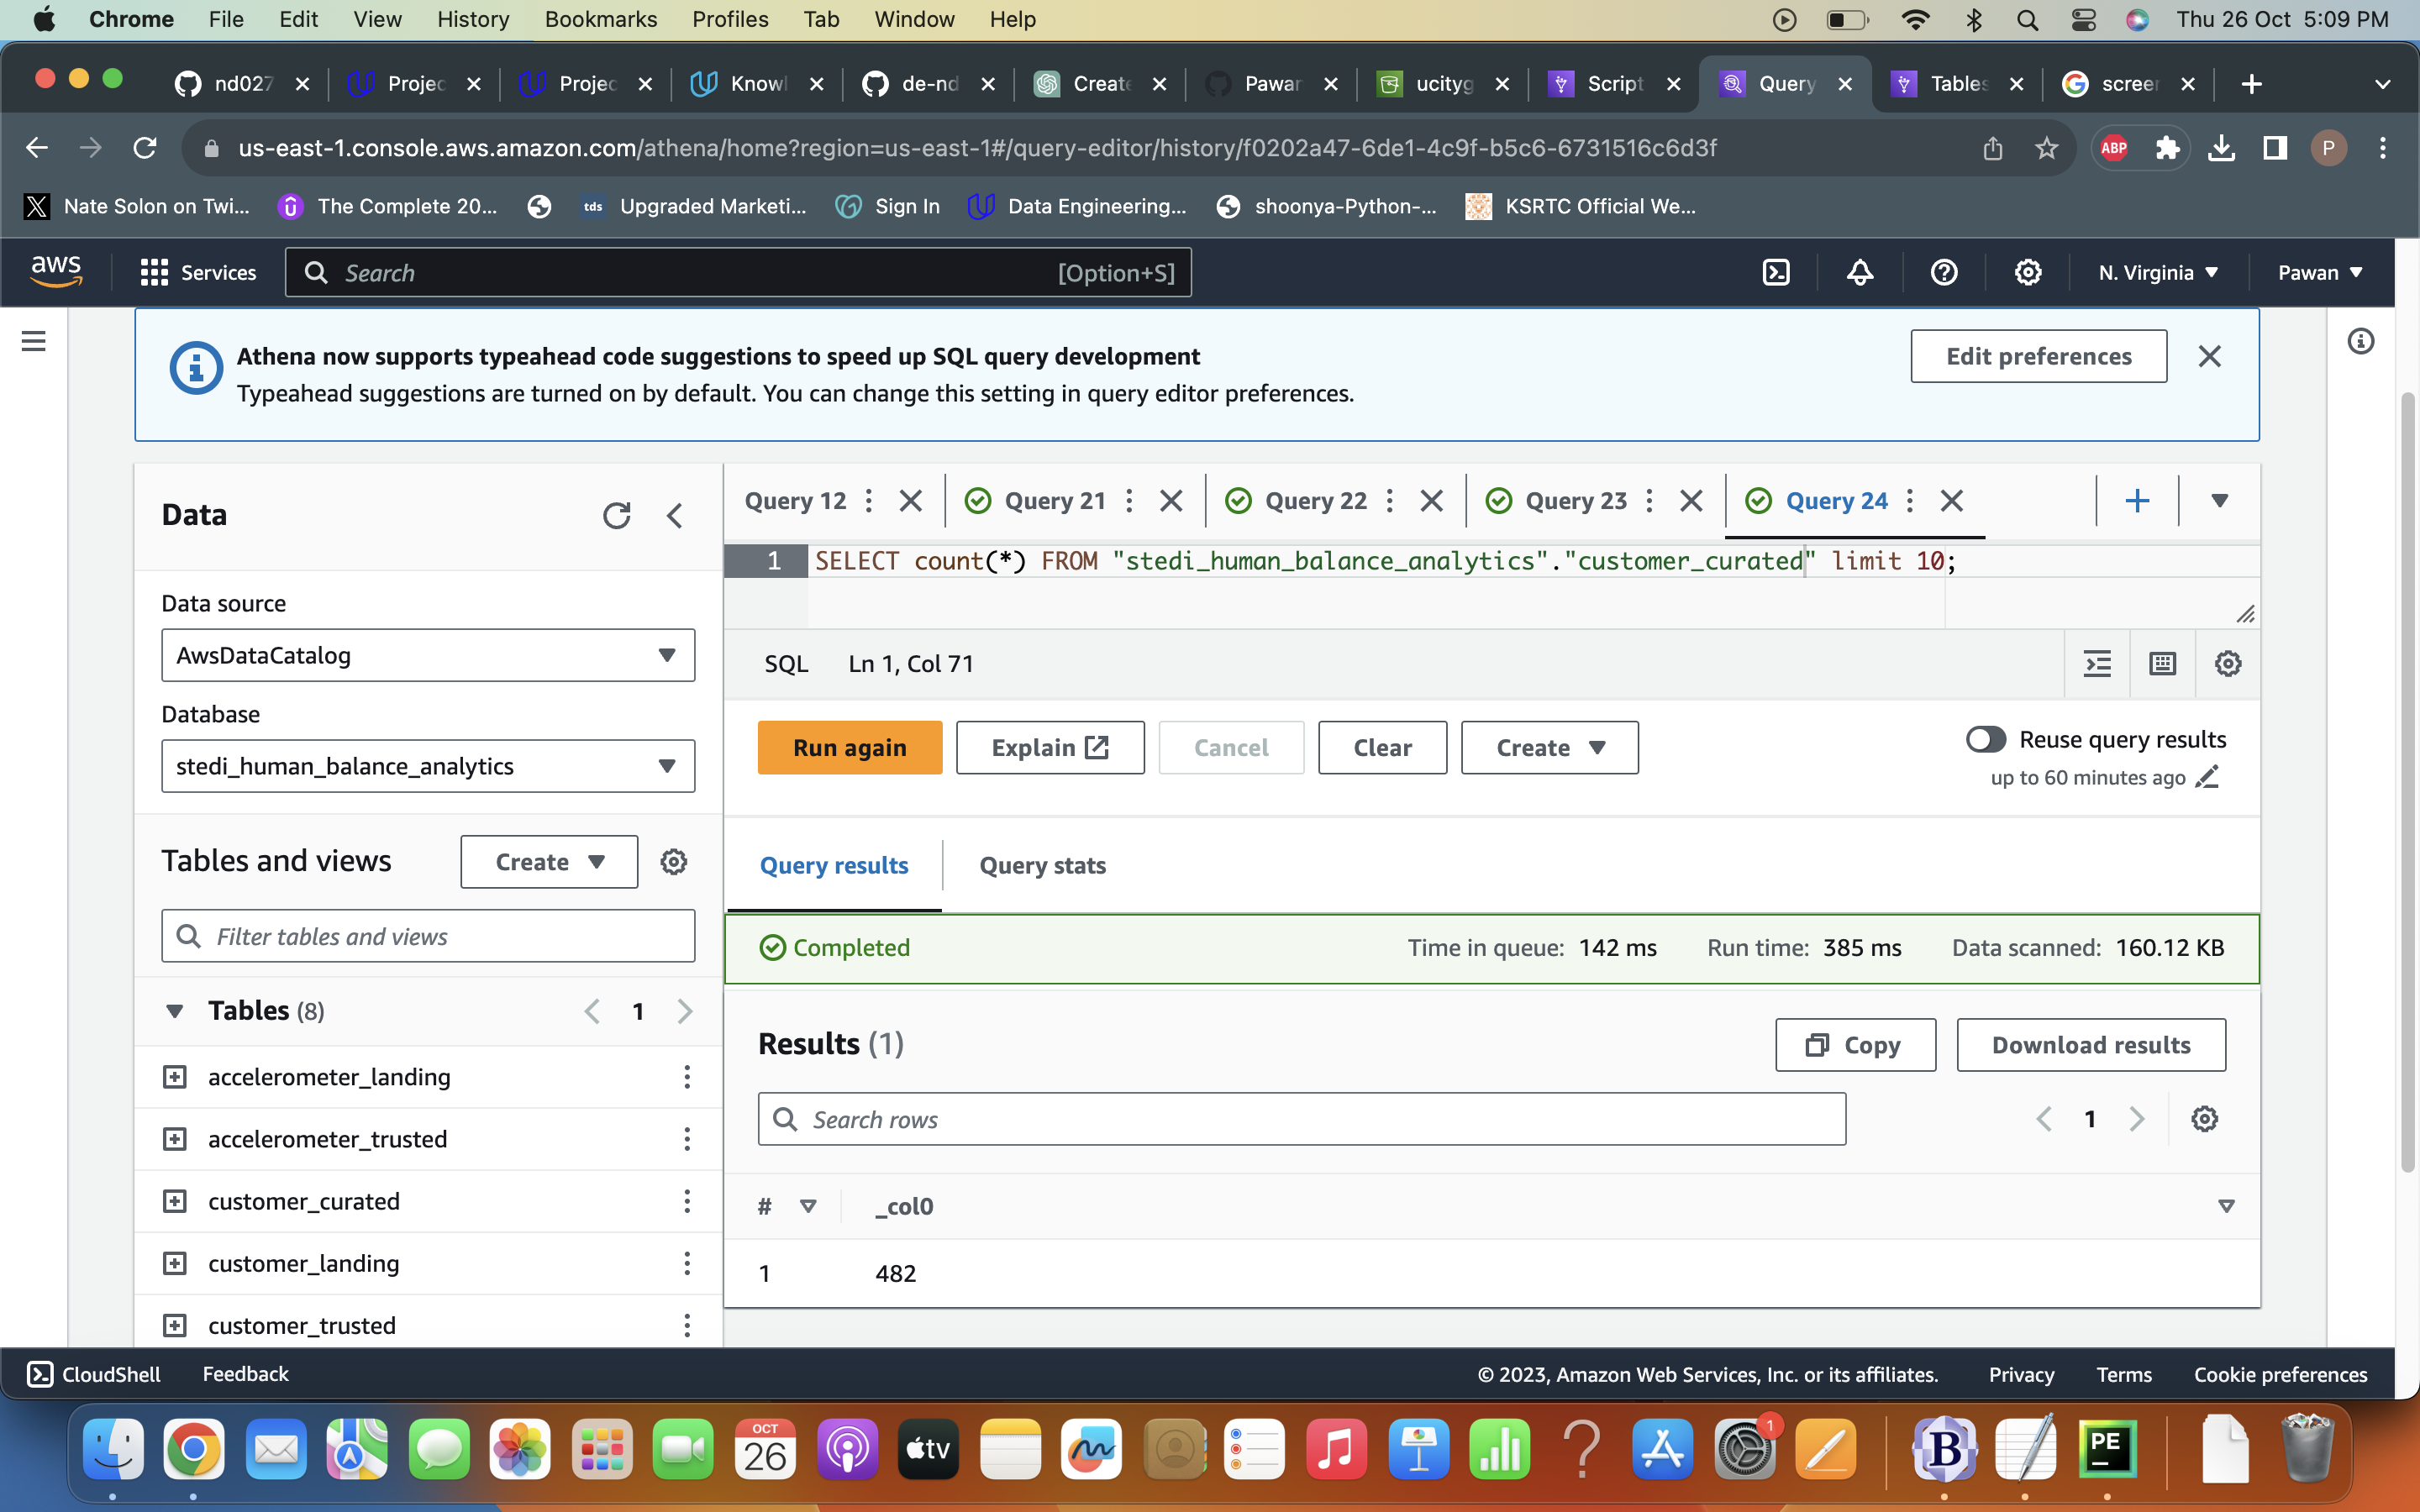 Chrome File Edit View History Bookmarks Profiles Tab Window Help Thu 26 Oct 5:09 PM
nd027 Projec Projec Knowl de-nd Create Pawan ucityg Script Query Tables screen
us-east-1.console.aws.amazon.com/athena/home?region=us-east-1#/query-editor/history/f0202a47-6de1-4c9f-b5c6-6731516c6d3f ABP P
Nate Solon on Twi... The Complete 20... tds Upgraded Marketi... Sign In Data Engineering... shoonya-Python-... KSRTC Official We...
aws Services Search [Option+S] N. Virginia Pawan
Athena now supports typeahead code suggestions to speed up SQL query development
Typeahead suggestions are turned on by default. You can change this setting in query editor preferences.
Edit preferences
Data
Data source
AwsDataCatalog
Database
stedi_human_balance_analytics
Tables and views Create
Filter tables and views
Tables (8) 1
accelerometer_landing
accelerometer_trusted
customer_curated
customer_landing
customer_trusted
Query 12 Query 21 Query 22 Query 23 Query 24
1 SELECT count(*) FROM "stedi_human_balance_analytics"."customer_curated" limit 10;
SQL Ln 1, Col 71
Run again Explain Cancel Clear Create
Reuse query results
up to 60 minutes ago
Query results Query stats
Completed Time in queue: 142 ms Run time: 385 ms Data scanned: 160.12 KB
Results (1) Copy Download results
Search rows 1
# _col0
1 482
CloudShell Feedback © 2023, Amazon Web Services, Inc. or its affiliates. Privacy Terms Cookie preferences
OCT
26
tv
1
B
PE